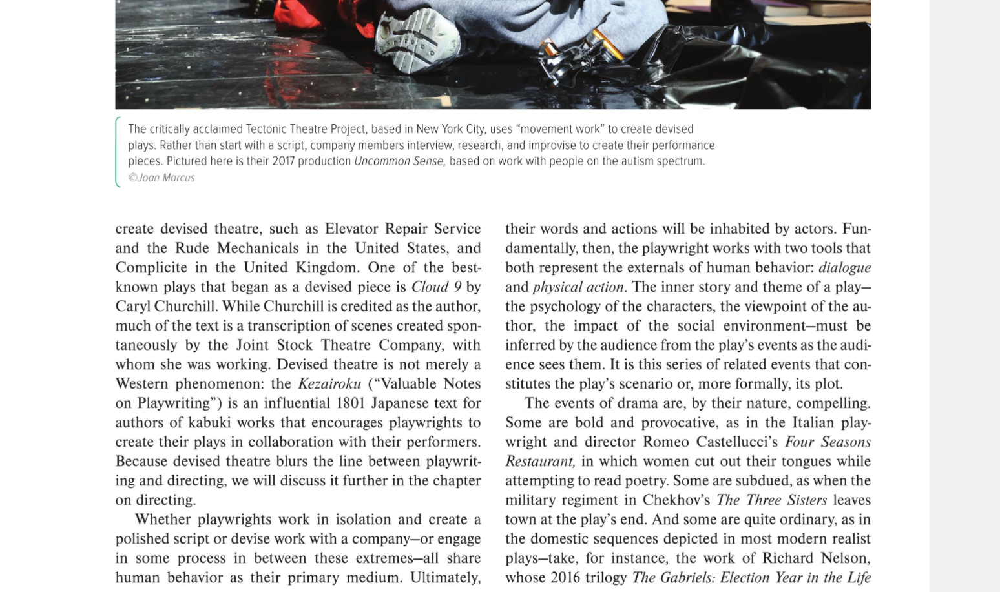 The critically acclaimed Tectonic Theatre Project, based in New York City, uses “movement work” to create devised
plays. Rather than start with a script, company members interview, research, and improvise to create their performance
pieces. Pictured here is their 2017 production Uncommon Sense, based on work with people on the autism spectrum.
©Joan Marcus
create devised theatre, such as Elevator Repair Service
and the Rude Mechanicals in the United States, and
Complicite in the United Kingdom. One of the best-
known plays that began as a devised piece is Cloud 9 by
Caryl Churchill. While Churchill is credited as the author,
much of the text is a transcription of scenes created spon-
taneously by the Joint Stock Theatre Company, with
whom she was working. Devised theatre is not merely a
Western phenomenon: the Kezairoku (“Valuable Notes
on Playwriting”) is an influential 1801 Japanese text for
authors of kabuki works that encourages playwrights to
create their plays in collaboration with their performers.
Because devised theatre blurs the line between playwrit-
ing and directing, we will discuss it further in the chapter
on directing.
Whether playwrights work in isolation and create a
polished script or devise work with a company—or engage
in some process in between these extremes—all share
human behavior as their primary medium. Ultimately,
their words and actions will be inhabited by actors. Fun-
damentally, then, the playwright works with two tools that
both represent the externals of human behavior: dialogue
and physical action. The inner story and theme of a play—
the psychology of the characters, the viewpoint of the au-
thor, the impact of the social environment—must be
inferred by the audience from the play’s events as the audi-
ence sees them. It is this series of related events that con-
stitutes the play’s scenario or, more formally, its plot.
The events of drama are, by their nature, compelling.
Some are bold and provocative, as in the Italian play-
wright and director Romeo Castellucci’s Four Seasons
Restaurant, in which women cut out their tongues while
attempting to read poetry. Some are subdued, as when the
military regiment in Chekhov’s The Three Sisters leaves
town at the play’s end. And some are quite ordinary, as in
the domestic sequences depicted in most modern realist
plays—take, for instance, the work of Richard Nelson,
whose 2016 trilogy The Gabriels: Election Year in the Life